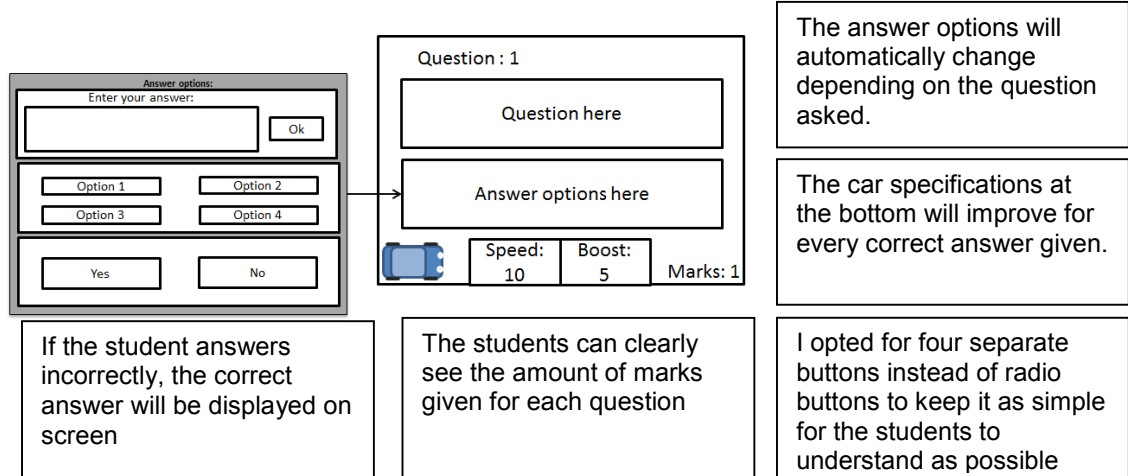 Answer options:
Enter your answer:
Ok
Option 1
Option 2
Option 3
Option 4
Yes
No
Question : 1
Question here
Answer options here
Speed:
10
Boost:
5
Marks: 1
The answer options will
automatically change
depending on the question
asked.
The car specifications at
the bottom will improve for
every correct answer given.
If the student answers
incorrectly, the correct
answer will be displayed on
screen
The students can clearly
see the amount of marks
given for each question
I opted for four separate
buttons instead of radio
buttons to keep it as simple
for the students to
understand as possible